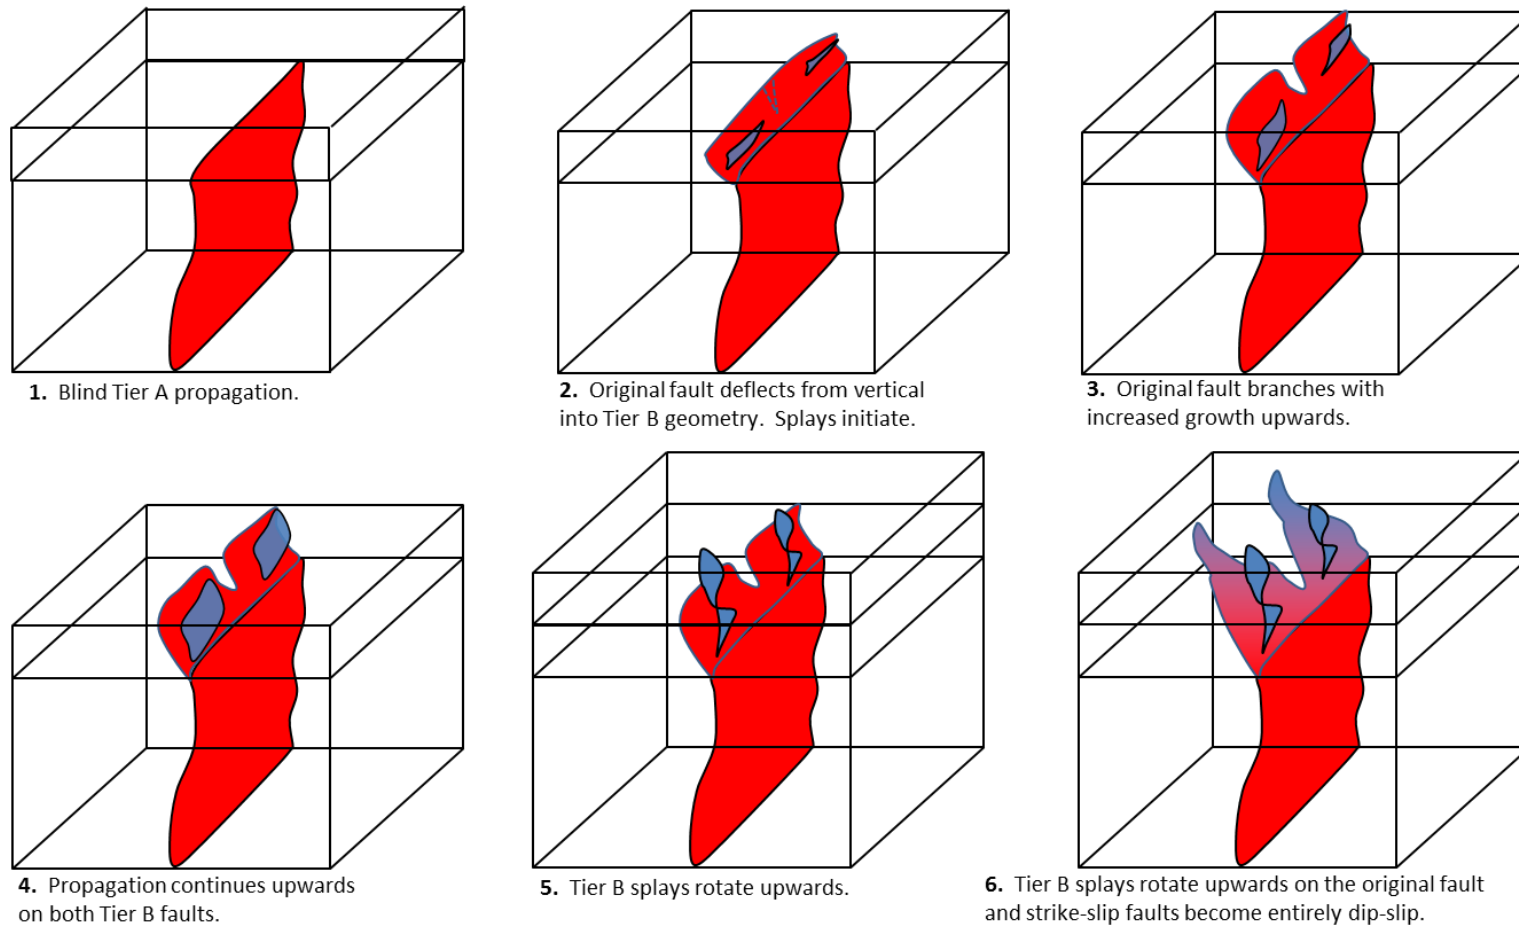 1. Blind Tier A propagation.
2. Original fault deflects from vertical
into Tier B geometry. Splays initiate.
3. Original fault branches with
increased growth upwards.
4. Propagation continues upwards
on both Tier B faults.
5. Tier B splays rotate upwards.
6. Tier B splays rotate upwards on the original fault
and strike-slip faults become entirely dip-slip.